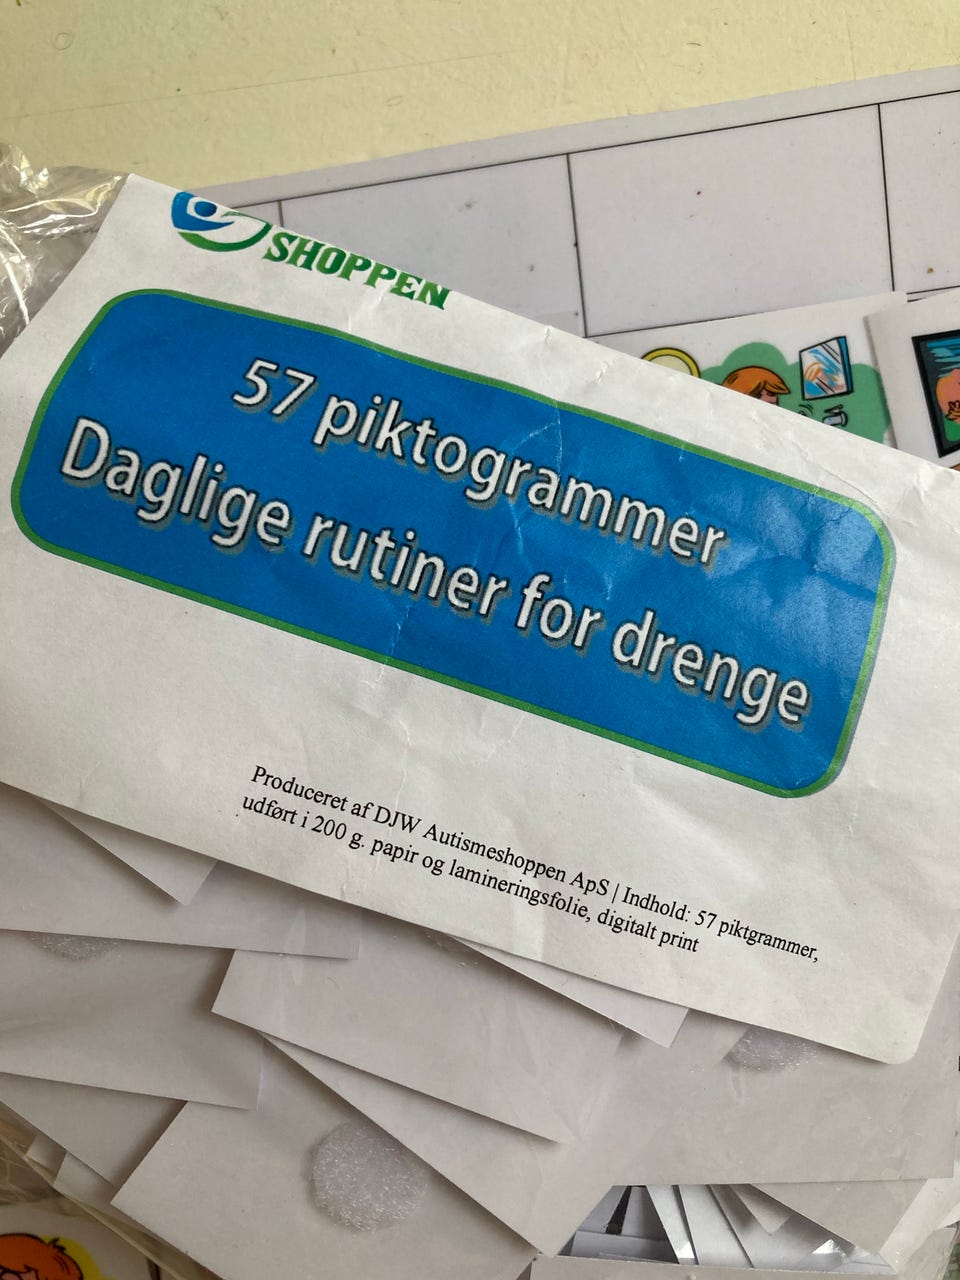 SHOPPEN
57 piktogrammer
Daglige rutiner for drenge
Produceret af DJW Autismeshoppen ApS | Indhold: 57 piktgrammer,
udført i 200 g. papir og lamineringsfolie, digitalt print